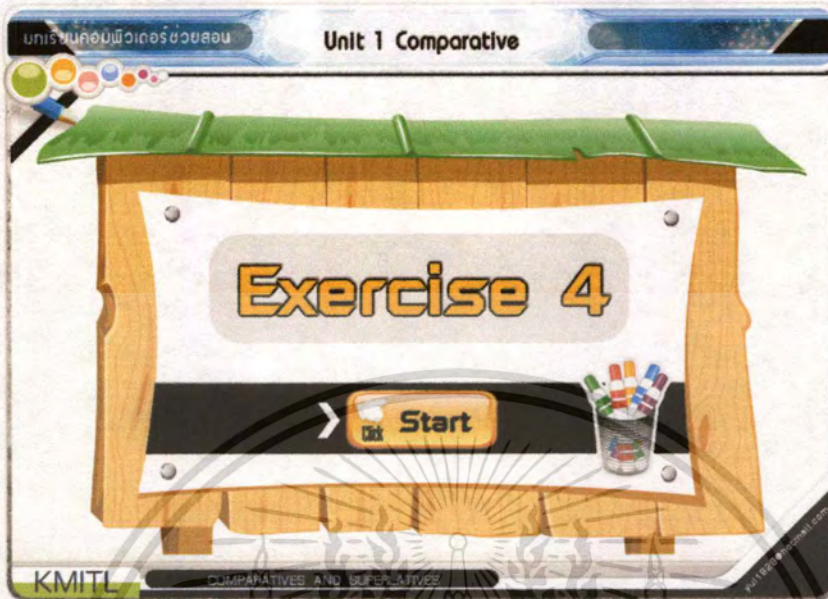 บทเรียนคอมพิวเตอร์ช่วยสอน
Unit 1 Comparative
Exercise 4
Click Start
KMITL
COMPARATIVES AND SUPERLATIVES